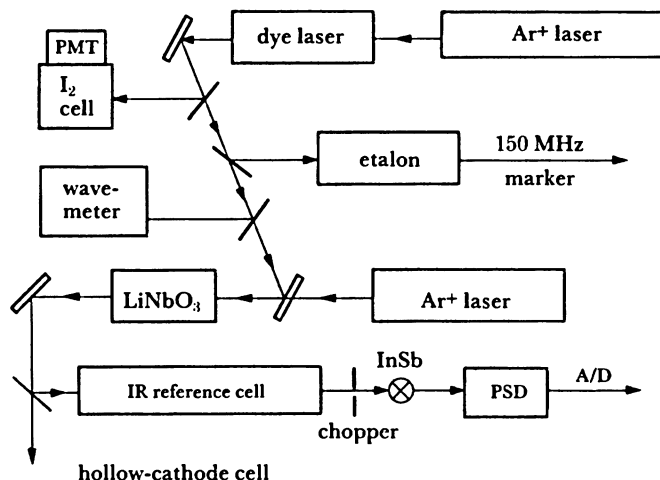 PMT
I₂
cell
dye laser
Ar⁺ laser
etalon
150 MHz
marker
wave-
meter
LiNbO₃
Ar⁺ laser
IR reference cell
InSb
chopper
PSD
A/D
hollow-cathode cell